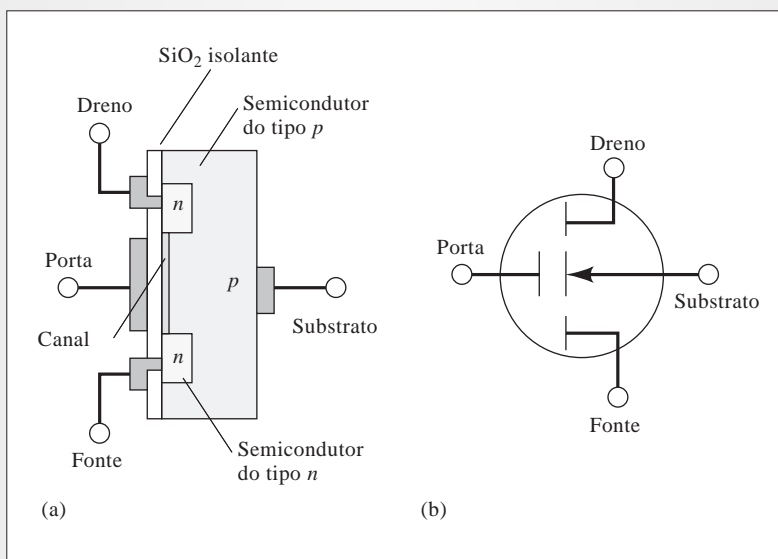 SiO2 isolante
Dreno
Semicondutor
do tipo p
n
Porta
p
Substrato
Canal
n
Fonte
Semicondutor
do tipo n
(a)
Dreno
Porta
Substrato
Fonte
(b)